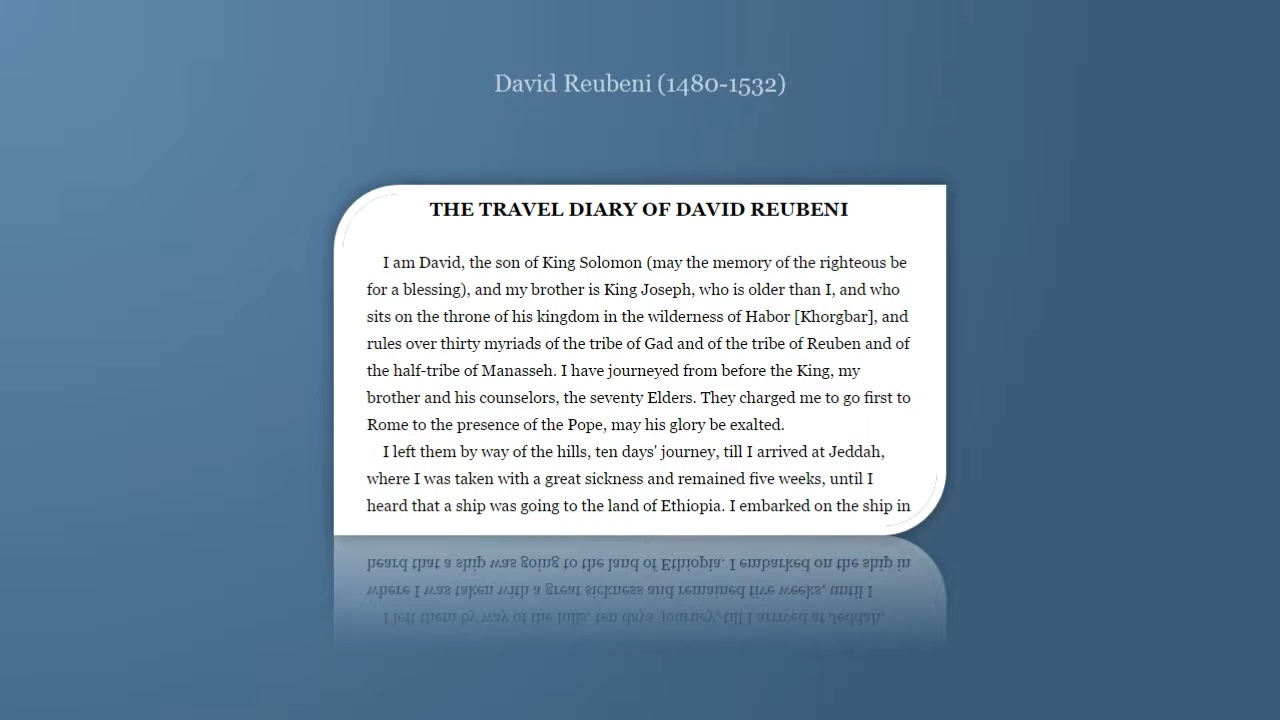 David Reubeni (1480-1532)
THE TRAVEL DIARY OF DAVID REUBENI
I am David, the son of King Solomon (may the memory of the righteous be
for a blessing), and my brother is King Joseph, who is older than I, and who
sits on the throne of his kingdom in the wilderness of Habor [Khorgbar], and
rules over thirty myriads of the tribe of Gad and of the tribe of Reuben and of
the half-tribe of Manasseh. I have journeyed from before the King, my
brother and his counselors, the seventy Elders. They charged me to go first to
Rome to the presence of the Pope, may his glory be exalted.
I left them by way of the hills, ten days' journey, till I arrived at Jeddah,
where I was taken with a great sickness and remained five weeks, until I
heard that a ship was going to the land of Ethiopia. I embarked on the ship in